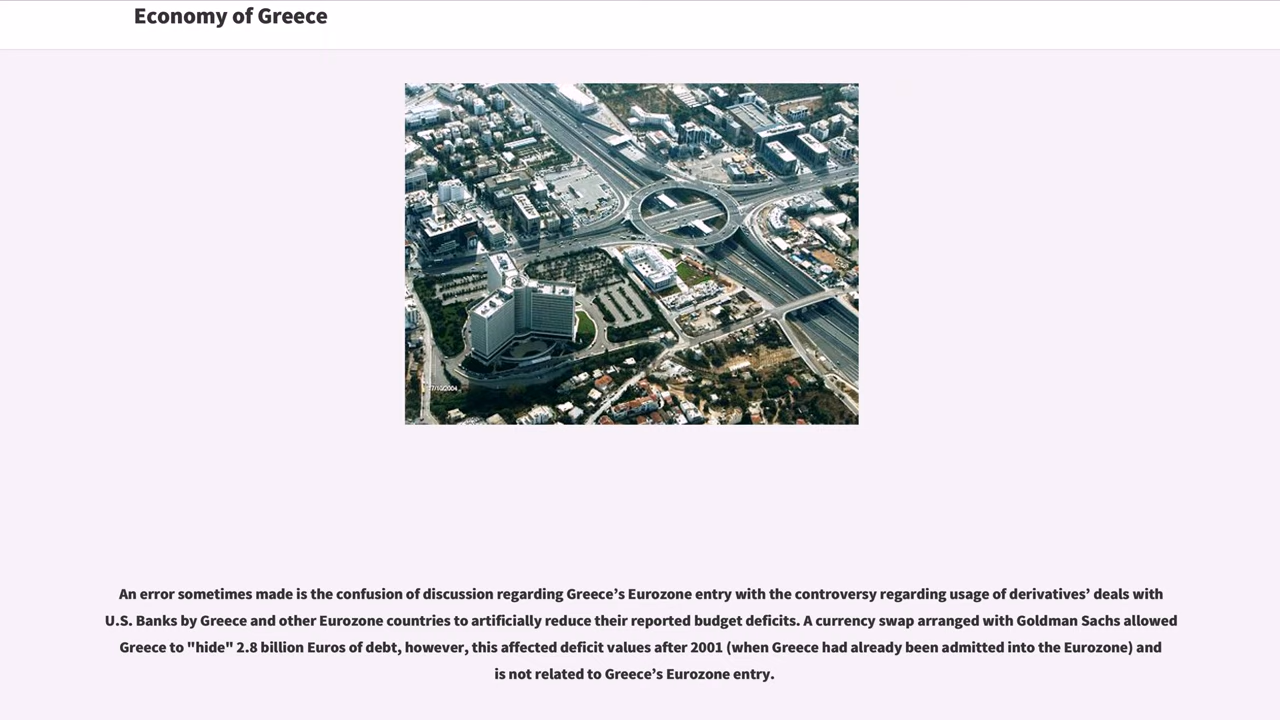 Economy of Greece
7/10/2004
An error sometimes made is the confusion of discussion regarding Greece’s Eurozone entry with the controversy regarding usage of derivatives’ deals with
U.S. Banks by Greece and other Eurozone countries to artificially reduce their reported budget deficits. A currency swap arranged with Goldman Sachs allowed
Greece to "hide" 2.8 billion Euros of debt, however, this affected deficit values after 2001 (when Greece had already been admitted into the Eurozone) and
is not related to Greece’s Eurozone entry.